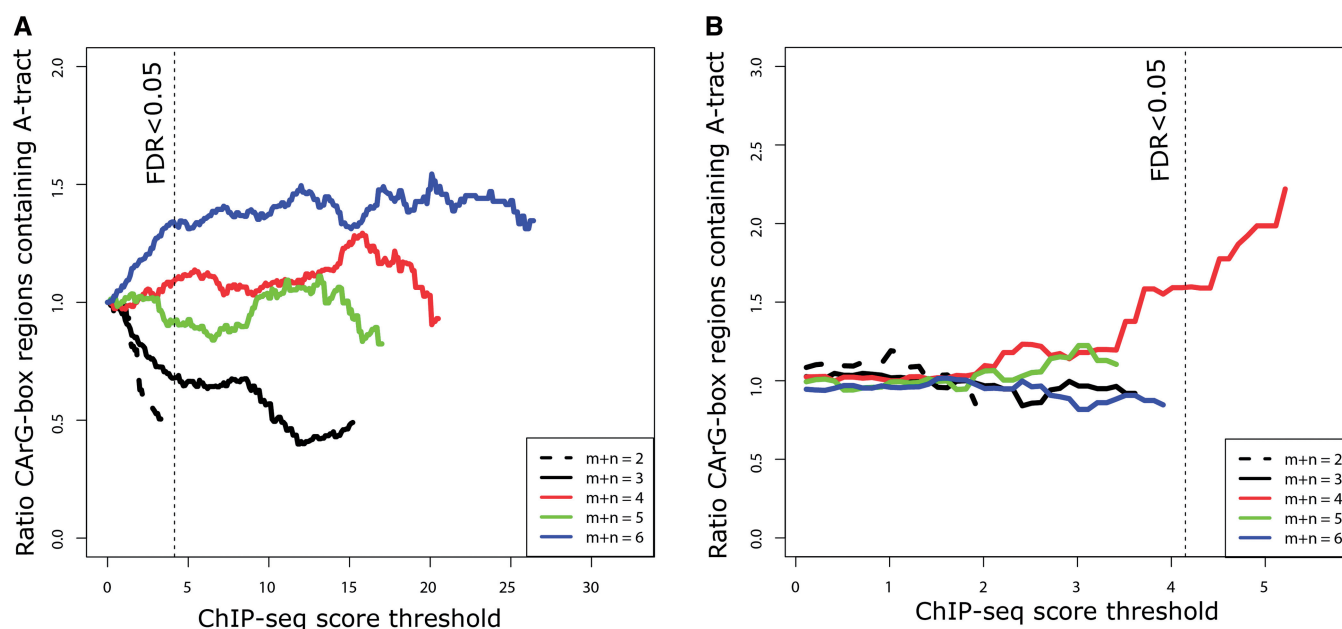 A
Ratio CArG-box regions containing A-tract
2.0
1.5
1.0
0.5
0.0
FDR<0.05
m+n = 2
m+n = 3
m+n = 4
m+n = 5
m+n = 6
0 5 10 15 20 25 30
ChIP-seq score threshold
B
Ratio CArG-box regions containing A-tract
3.0
2.5
2.0
1.5
1.0
0.5
0.0
FDR<0.05
m+n = 2
m+n = 3
m+n = 4
m+n = 5
m+n = 6
0 1 2 3 4 5
ChIP-seq score threshold